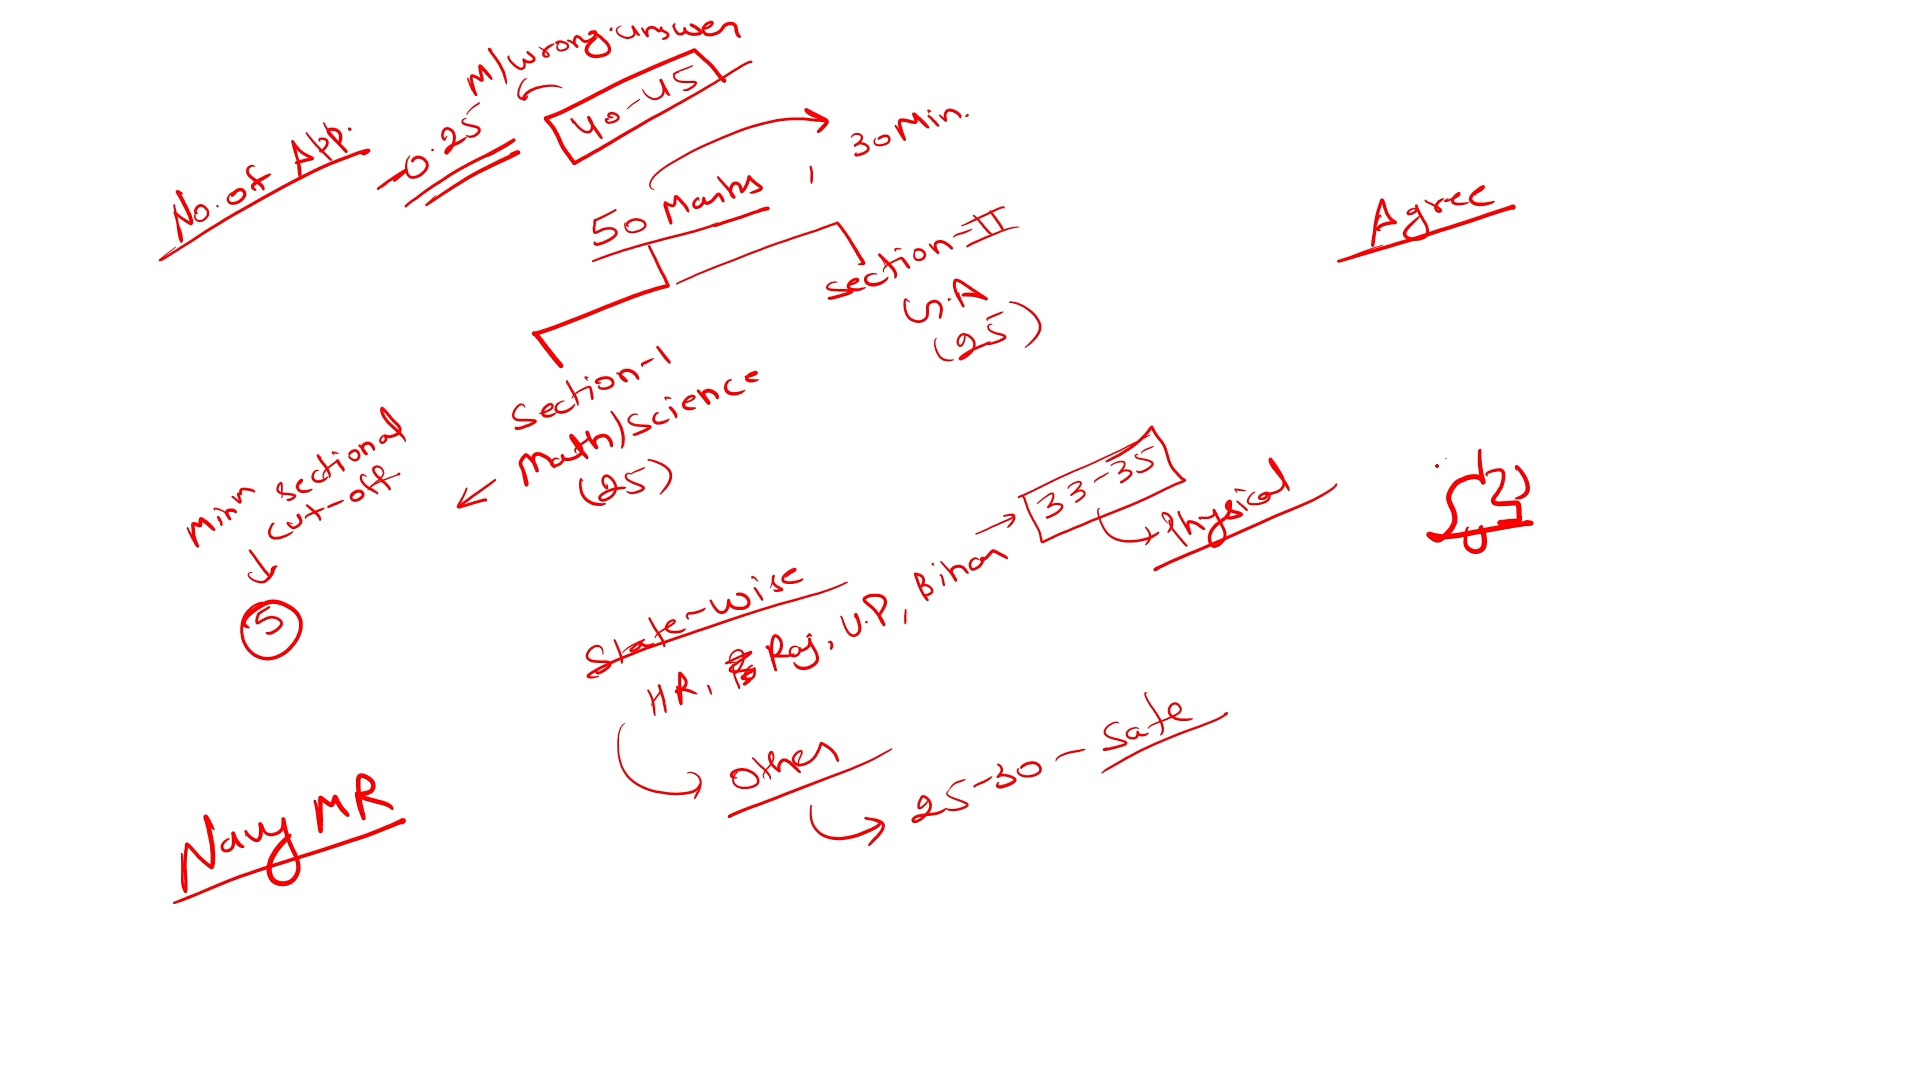 M/wrong answer
No. of App.
-0.25
40-45
50 Marks , 30 Min.
Agree
Section-II
G.A
(25)
Section-1
Math/Science
(25)
Minm sectional
cut-off
5
33-35
Physical
State-wise
HR, Raj, U.P, Bihar
Other
25-30 - Safe
Navy MR